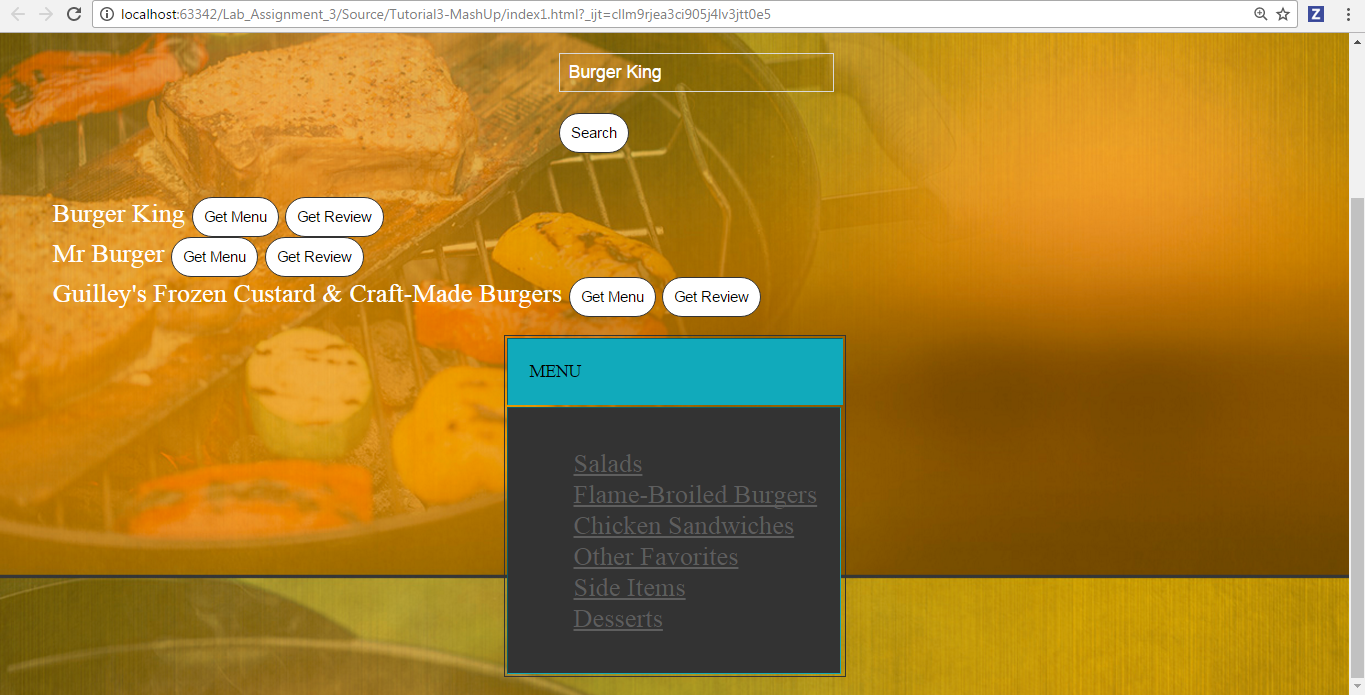 localhost:63342/Lab_Assignment_3/Source/Tutorial3-MashUp/index1.html?_ijt=cllm9rjea3ci905j4lv3jtt0e5
Z
Burger King
Search
Burger King Get Menu Get Review
Mr Burger Get Menu Get Review
Guilley's Frozen Custard & Craft-Made Burgers Get Menu Get Review
MENU
Salads
Flame-Broiled Burgers
Chicken Sandwiches
Other Favorites
Side Items
Desserts